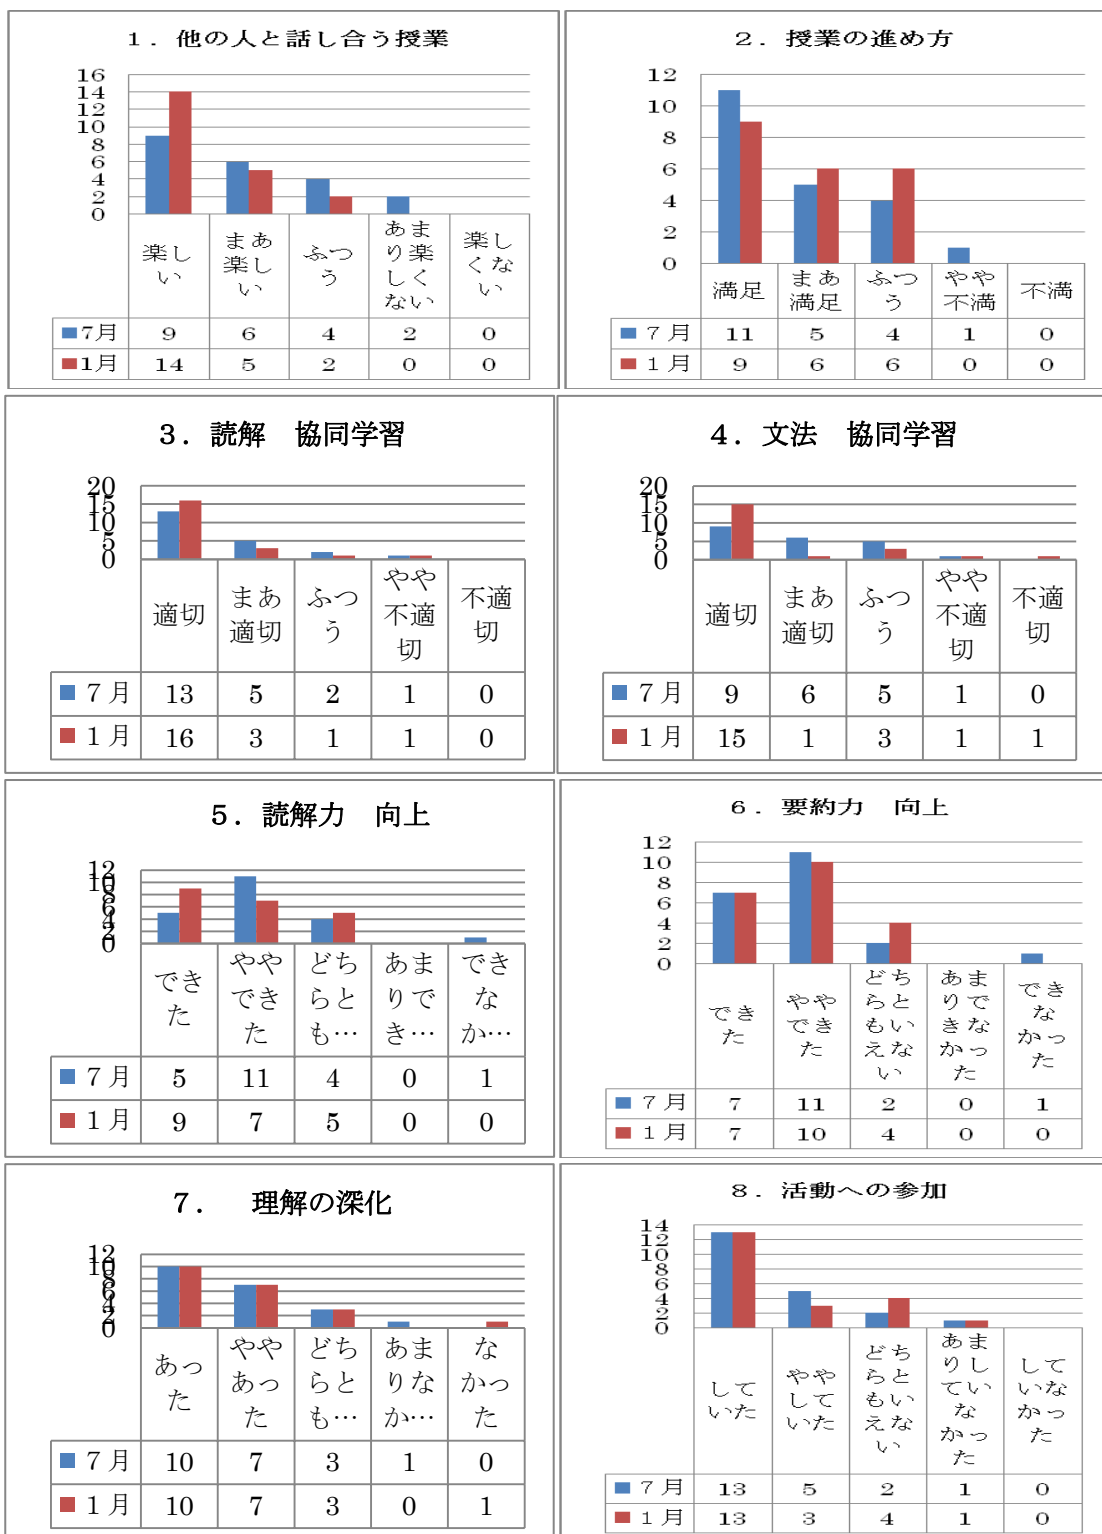 1．他の人と話し合う授業
16
14
12
10
8
6
4
2
0
楽し まあ ふつ あま 楽し
い 楽し う り楽 くな
い しく い
ない
7月 9 6 4 2 0
1月 14 5 2 0 0
2．授業の進め方
12
10
8
6
4
2
0
満足 まあ ふつ やや 不満
満足 う 不満
7月 11 5 4 1 0
1月 9 6 6 0 0
3．読解 協同学習
20
15
10
5
0
適切 まあ ふつ やや 不適
適切 う 不適 切
切
7月 13 5 2 1 0
1月 16 3 1 1 0
4．文法 協同学習
20
15
10
5
0
適切 まあ ふつ やや 不適
適切 う 不適 切
切
7月 9 6 5 1 0
1月 15 1 3 1 1
5．読解力 向上
12
10
8
6
4
2
0
でき やや どち あま でき
た でき らと りで な
た も… き… か…
7月 5 11 4 0 1
1月 9 7 5 0 0
6．要約力 向上
12
10
8
6
4
2
0
でき やや どち あま でき
た でき らと りで な
た もい きな かっ
えな かっ た
い た
7月 7 11 2 0 1
1月 7 10 4 0 0
7． 理解の深化
12
10
8
6
4
2
0
あっ やや どち あま な
た あっ らと りな かっ
た も… か… た
7月 10 7 3 1 0
1月 10 7 3 0 1
8．活動への参加
14
12
10
8
6
4
2
0
して やや どち あま して
いた して らと りし いな
いた もい てい かっ
えな な た
い かっ
た
7月 13 5 2 1 0
1月 13 3 4 1 0